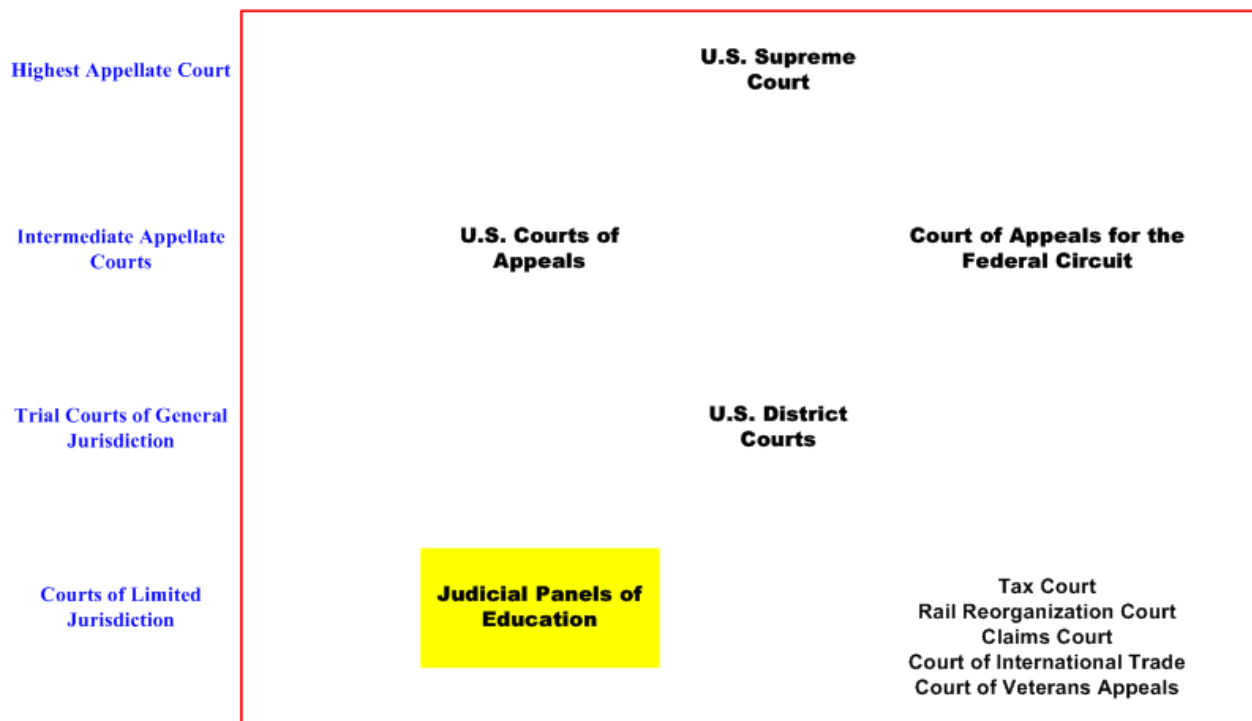 Highest Appellate Court
U.S. Supreme
Court
Intermediate Appellate
Courts
U.S. Courts of
Appeals
Court of Appeals for the
Federal Circuit
Trial Courts of General
Jurisdiction
U.S. District
Courts
Courts of Limited
Jurisdiction
Judicial Panels of
Education
Tax Court
Rail Reorganization Court
Claims Court
Court of International Trade
Court of Veterans Appeals